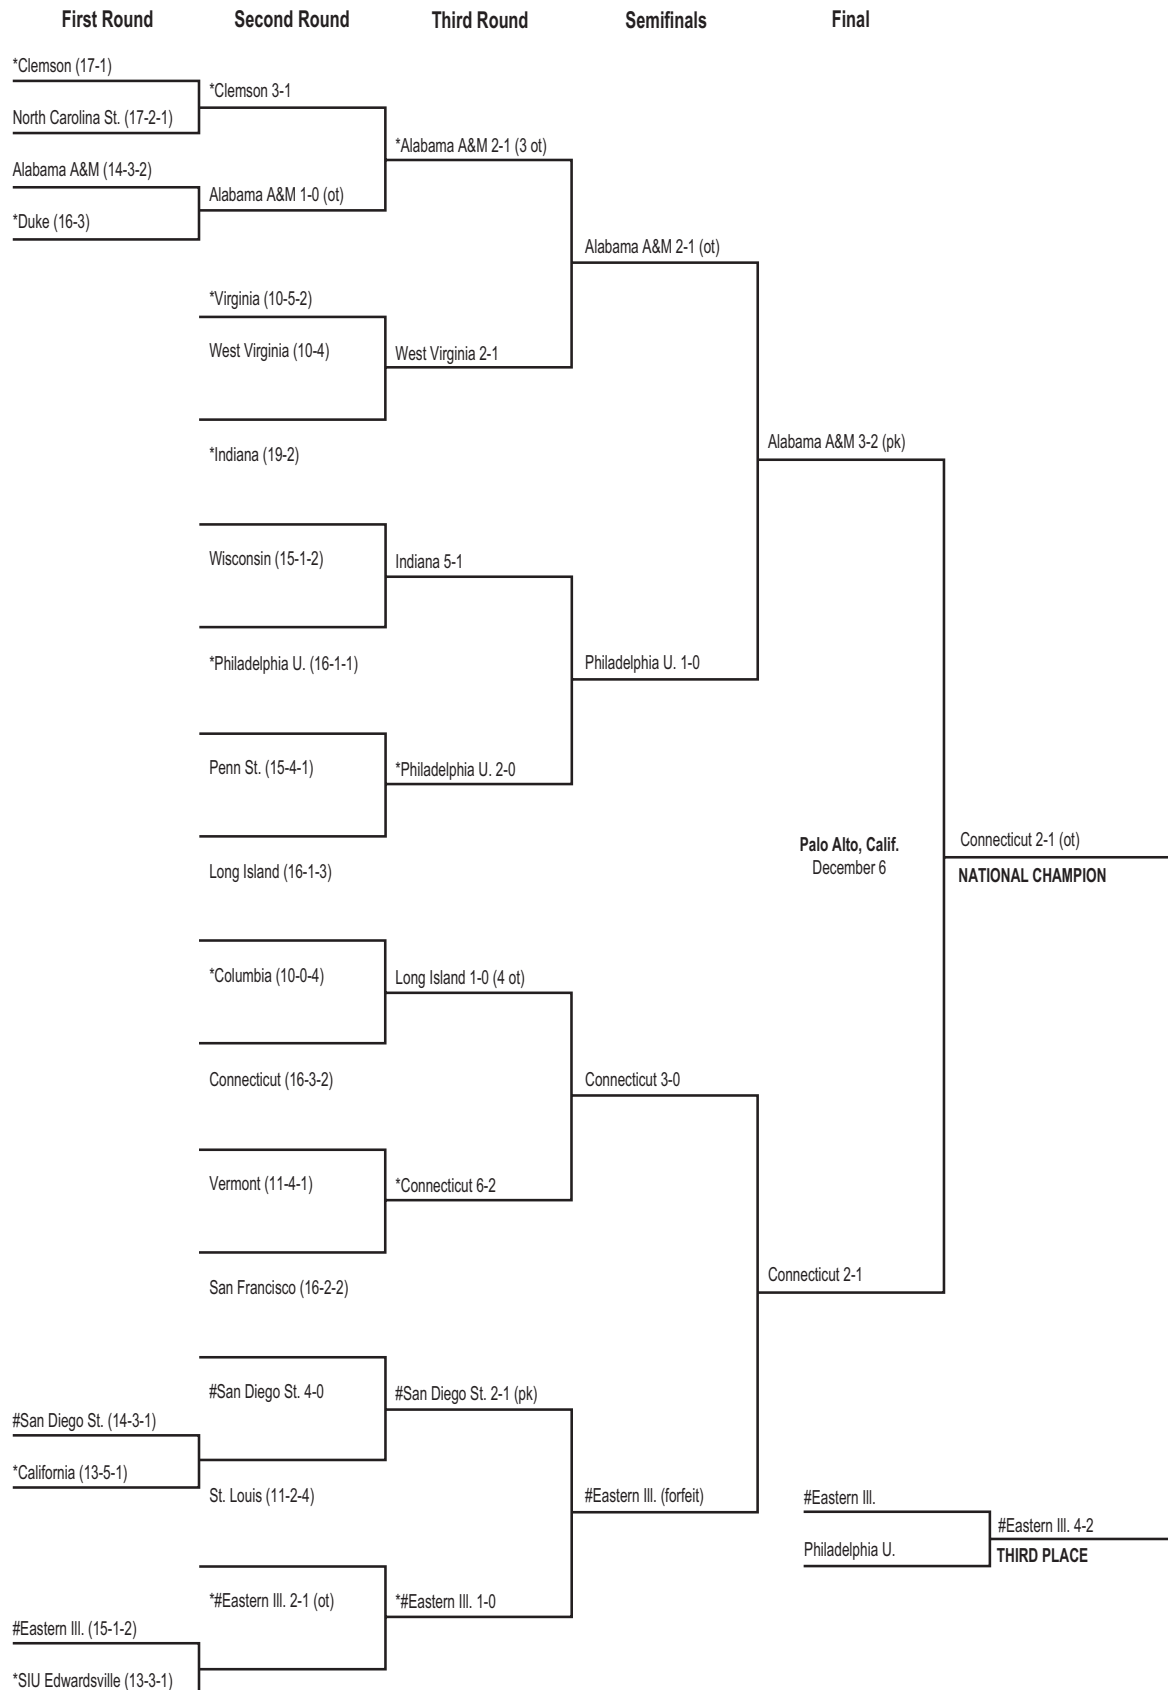 First Round
Second Round
Third Round
Semifinals
Final
*Clemson (17-1)
North Carolina St. (17-2-1)
Alabama A&M (14-3-2)
*Duke (16-3)
#San Diego St. (14-3-1)
*California (13-5-1)
#Eastern Ill. (15-1-2)
*SIU Edwardsville (13-3-1)
*Clemson 3-1
Alabama A&M 1-0 (ot)
*Virginia (10-5-2)
West Virginia (10-4)
*Indiana (19-2)
Wisconsin (15-1-2)
*Philadelphia U. (16-1-1)
Penn St. (15-4-1)
Long Island (16-1-3)
*Columbia (10-0-4)
Connecticut (16-3-2)
Vermont (11-4-1)
San Francisco (16-2-2)
#San Diego St. 4-0
St. Louis (11-2-4)
*#Eastern Ill. 2-1 (ot)
*Alabama A&M 2-1 (3 ot)
West Virginia 2-1
Indiana 5-1
*Philadelphia U. 2-0
Long Island 1-0 (4 ot)
*Connecticut 6-2
#San Diego St. 2-1 (pk)
*#Eastern Ill. 1-0
Alabama A&M 2-1 (ot)
Philadelphia U. 1-0
Connecticut 3-0
#Eastern Ill. (forfeit)
Alabama A&M 3-2 (pk)
Connecticut 2-1
Palo Alto, Calif.
December 6
Connecticut 2-1 (ot)
NATIONAL CHAMPION
#Eastern Ill.
Philadelphia U.
#Eastern Ill. 4-2
THIRD PLACE